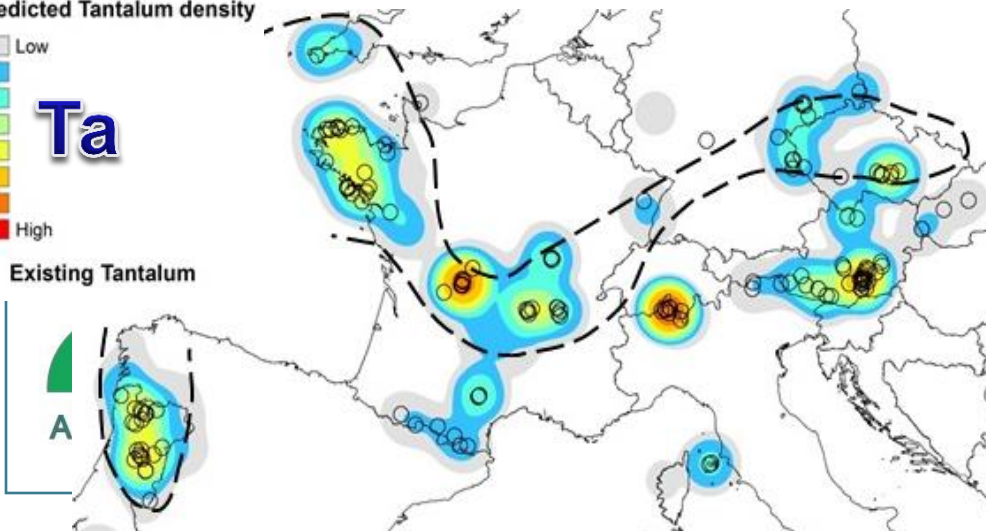 edicted Tantalum density
Low
Ta
High
Existing Tantalum
A